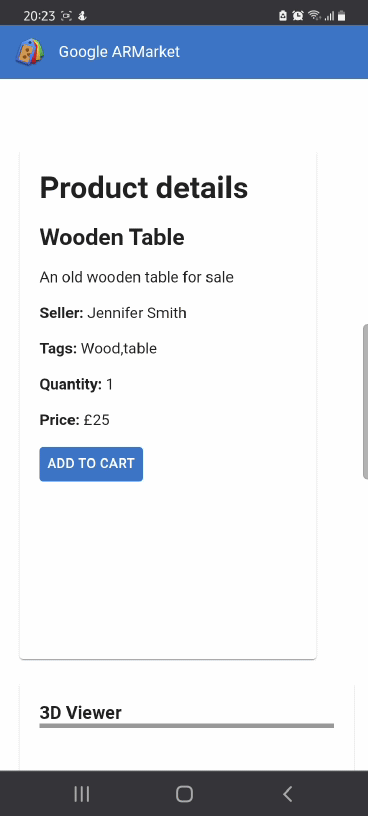 20:23
Google ARMarket
Product details
Wooden Table
An old wooden table for sale
Seller: Jennifer Smith
Tags: Wood,table
Quantity: 1
Price: £25
ADD TO CART
3D Viewer